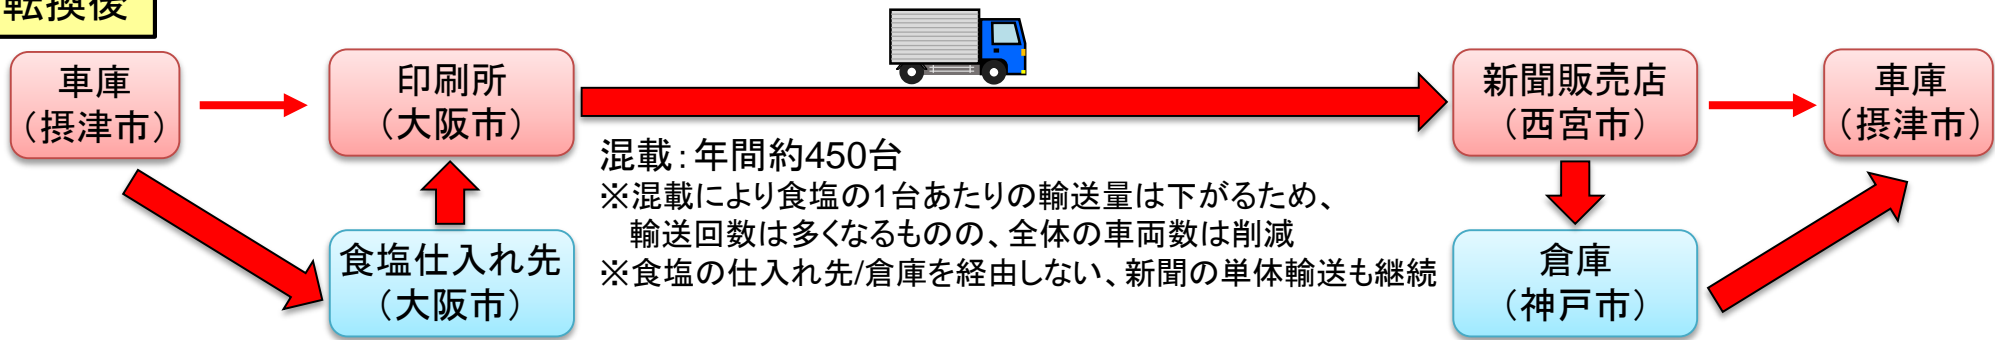 転換後
車庫
（摂津市）
印刷所
（大阪市）
新聞販売店
（西宮市）
車庫
（摂津市）
混載：年間約450台
※混載により食塩の1台あたりの輸送量は下がるため、
輸送回数は多くなるものの、全体の車両数は削減
※食塩の仕入れ先/倉庫を経由しない、新聞の単体輸送も継続
食塩仕入れ先
（大阪市）
倉庫
（神戸市）